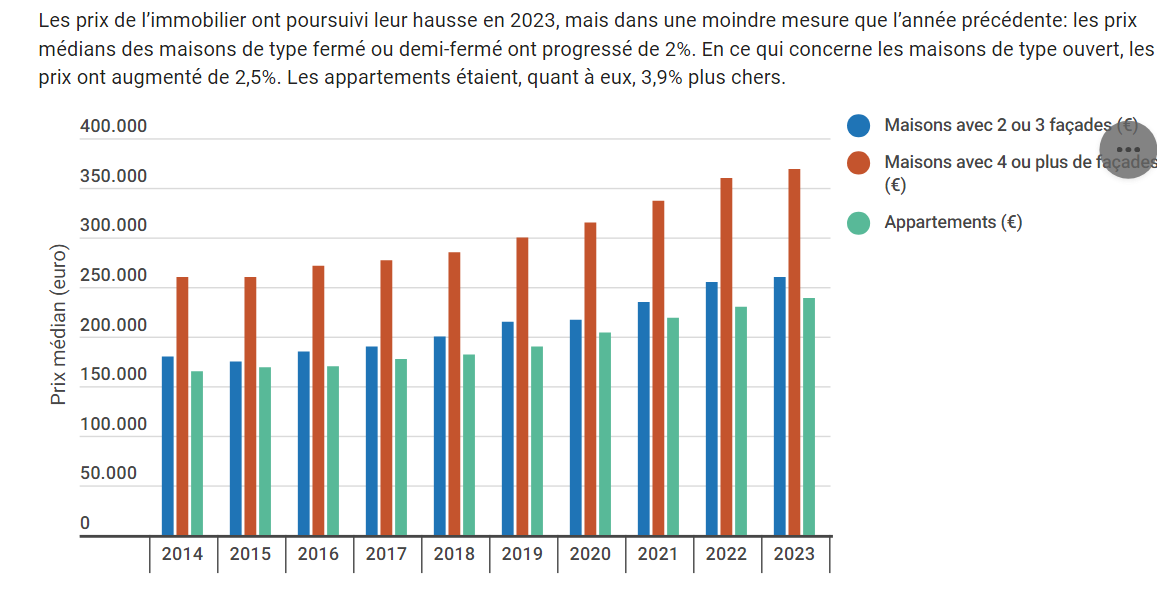 Les prix de l’immobilier ont poursuivi leur hausse en 2023, mais dans une moindre mesure que l’année précédente: les prix
médians des maisons de type fermé ou demi-fermé ont progressé de 2%. En ce qui concerne les maisons de type ouvert, les
prix ont augmenté de 2,5%. Les appartements étaient, quant à eux, 3,9% plus chers.
400.000
350.000
300.000
250.000
200.000
150.000
100.000
50.000
0
Prix médian (euro)
2014 2015 2016 2017 2018 2019 2020 2021 2022 2023
Maisons avec 2 ou 3 façades (€)
Maisons avec 4 ou plus de façades
(€)
Appartements (€)